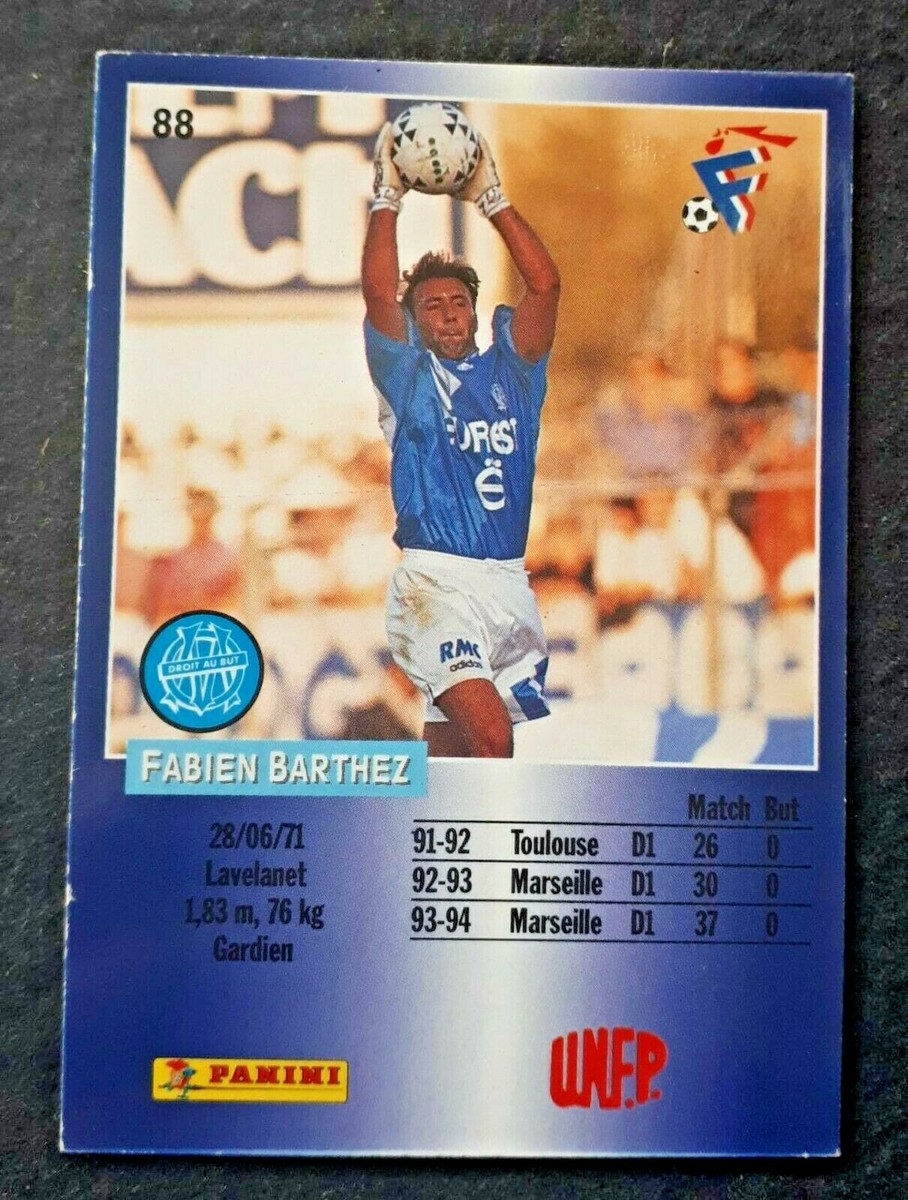 88
DROIT AU BUT
RMC
adidas
FABIEN BARTHEZ
28/06/71
Lavelanet
1,83 m, 76 kg
Gardien
Match But
91-92 Toulouse D1 26 0
92-93 Marseille D1 30 0
93-94 Marseille D1 37 0
PANINI
U.N.F.P.